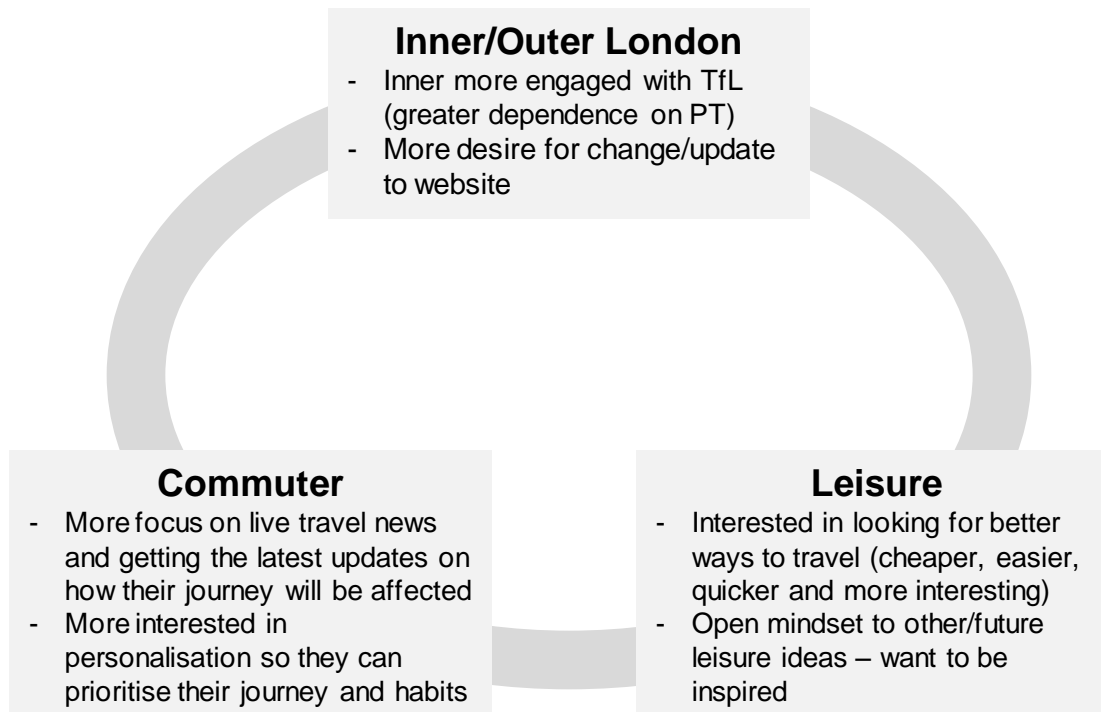 Inner/Outer London
- Inner more engaged with TfL
(greater dependence on PT)
- More desire for change/update
to website
Commuter
- More focus on live travel news
and getting the latest updates on
how their journey will be affected
- More interested in
personalisation so they can
prioritise their journey and habits
Leisure
- Interested in looking for better
ways to travel (cheaper, easier,
quicker and more interesting)
- Open mindset to other/future
leisure ideas – want to be
inspired